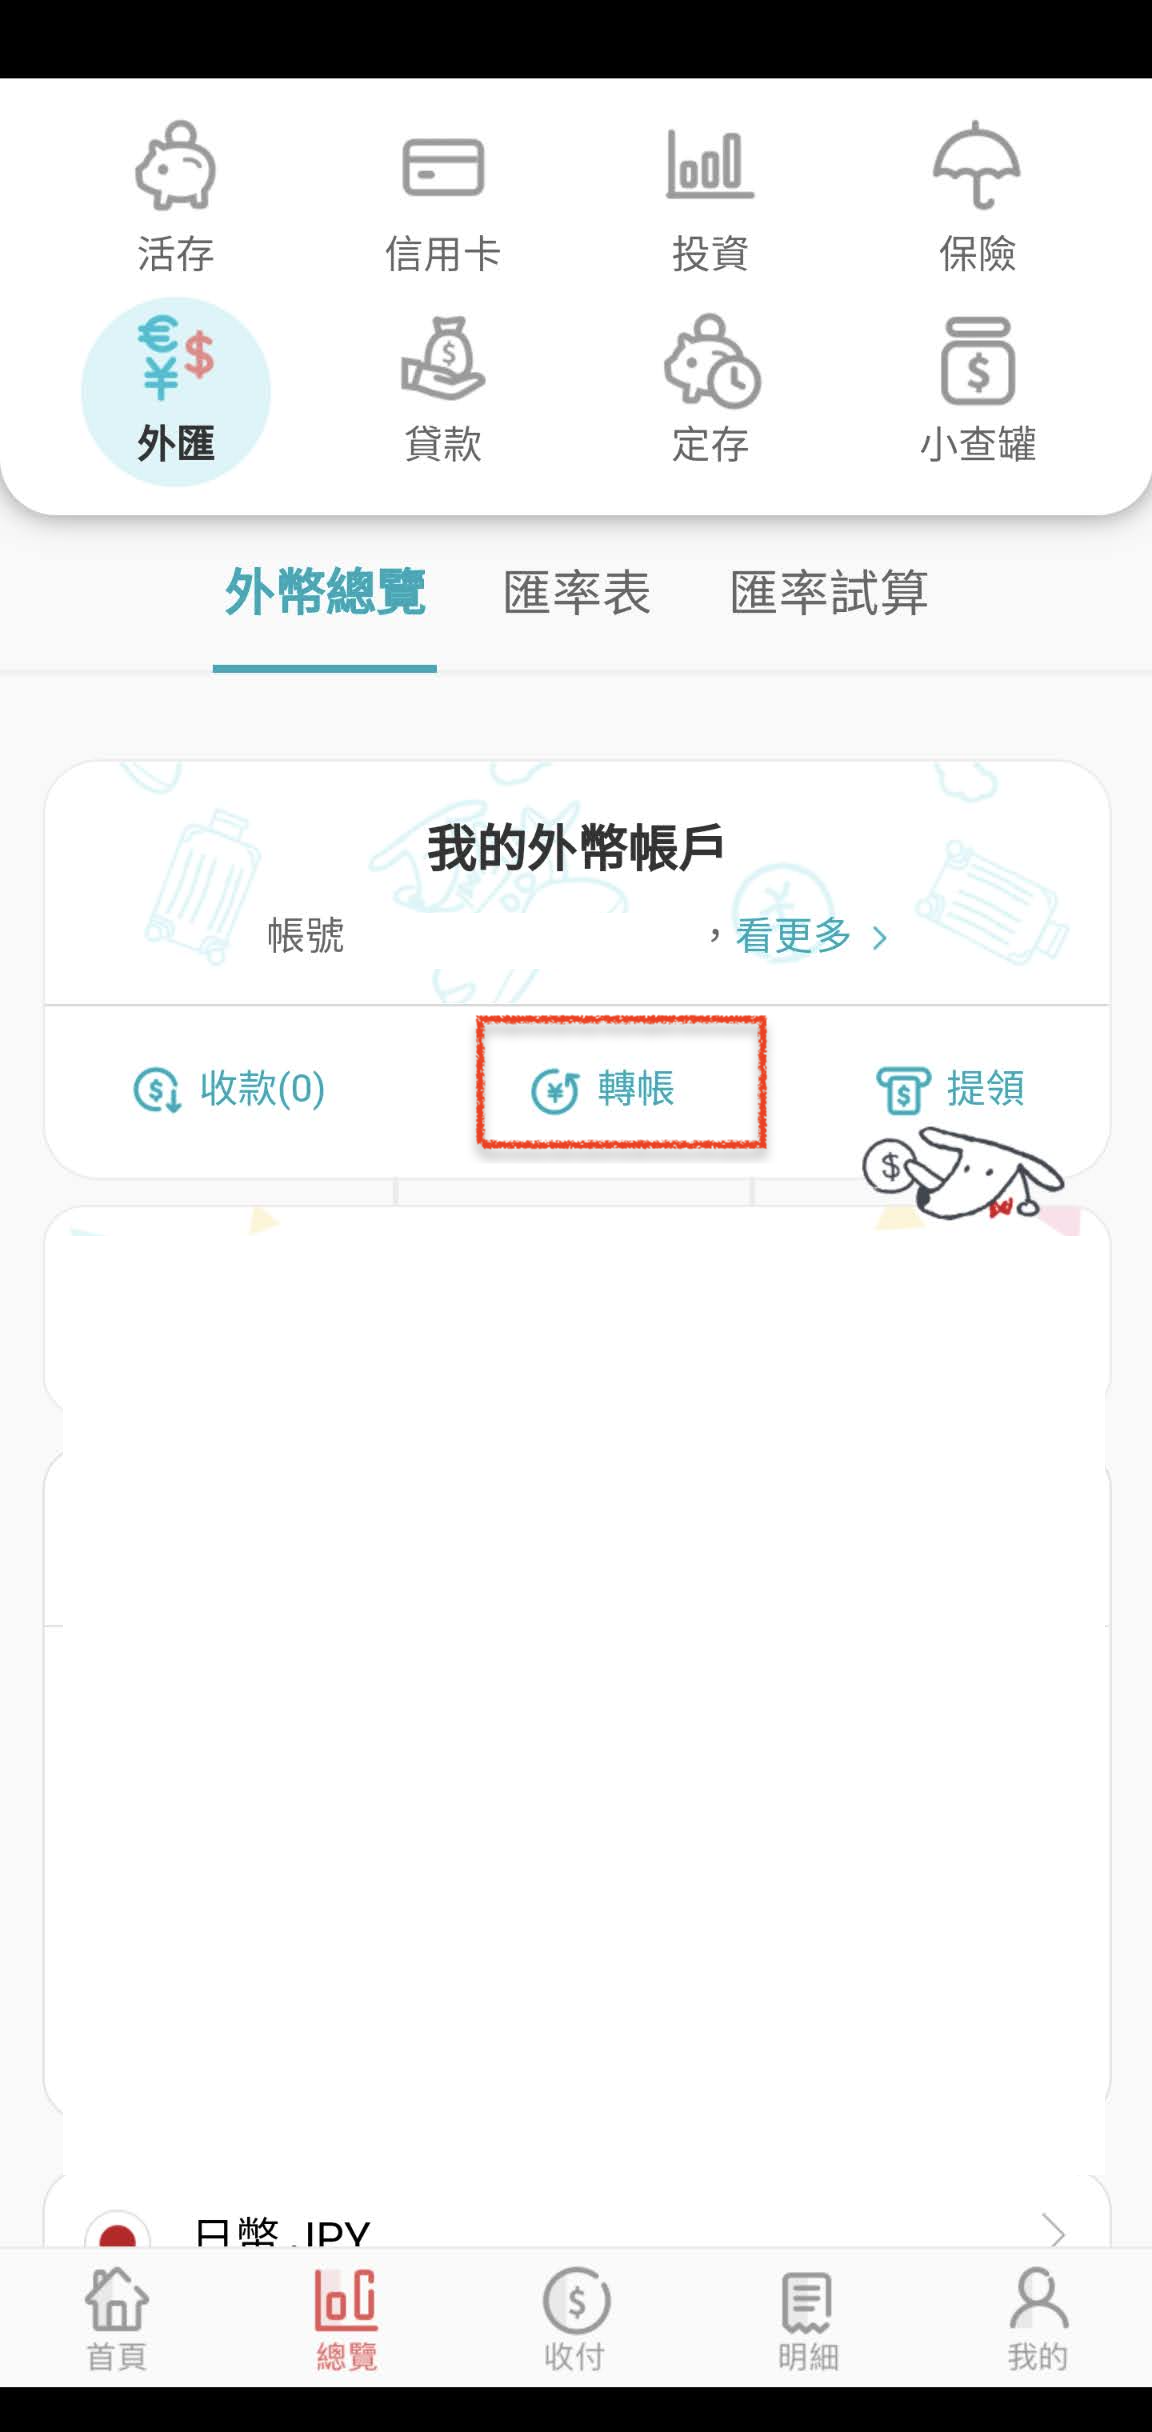 活存 信用卡 投資 保險
外匯 貸款 定存 小查罐
外幣總覽 匯率表 匯率試算
我的外幣帳戶
帳號 ，看更多 >
收款(0) 轉帳 提領
日幣 JPY
首頁 總覽 收付 明細 我的